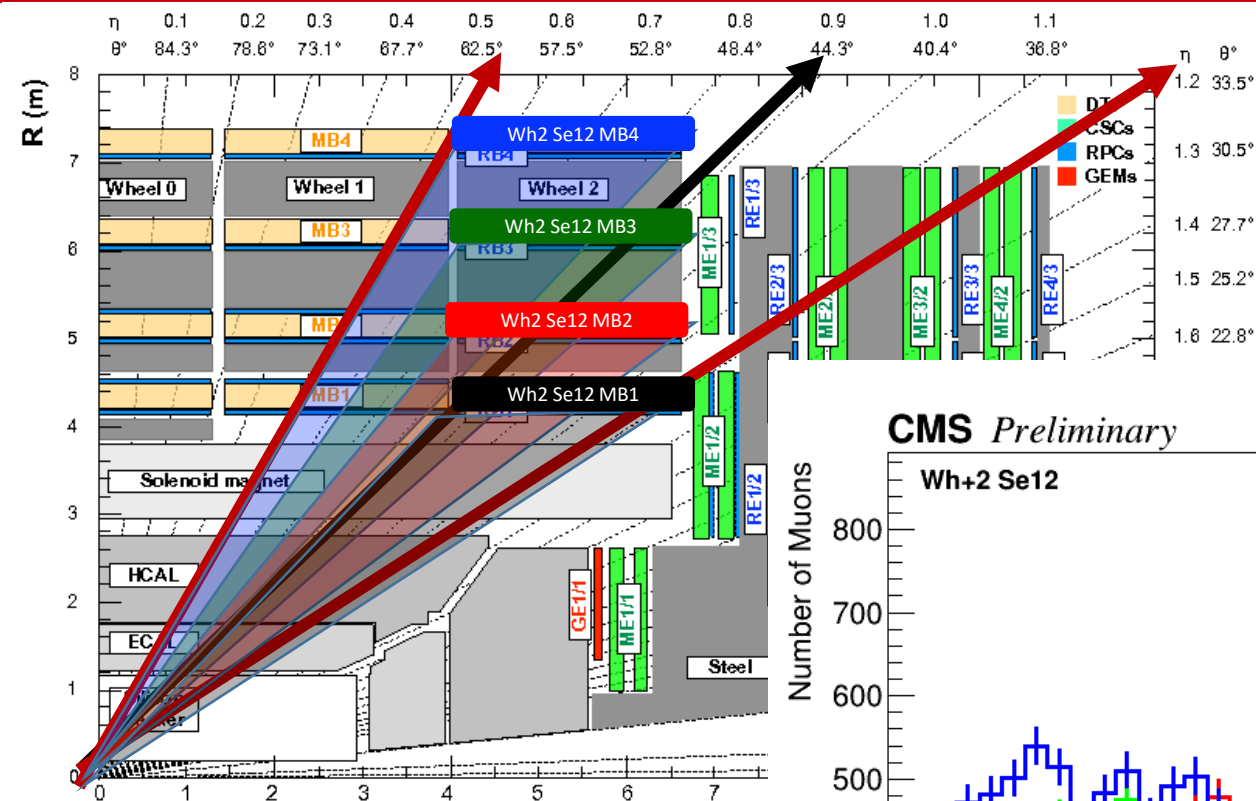 η 0.1 0.2 0.3 0.4 0.5 0.6 0.7 0.8 0.9 1.0 1.1
θ° 84.3° 78.6° 73.1° 67.7° 62.5° 57.5° 52.8° 48.4° 44.3° 40.4° 36.8° η θ°
R (m)
8
7
6
5
4
3
2
1
0
0 1 2 3 4 5 6 7
1.2 33.5°
1.3 30.5°
1.4 27.7°
1.5 25.2°
1.6 22.8°
CSCs
RPCs
GEMs
MB4
Wh2 Se12 MB4
RB4
Wheel 0
Wheel 1
Wheel 2
MB3
Wh2 Se12 MB3
RB3
Wh2 Se12 MB2
RB2
MB1
Wh2 Se12 MB1
ME1/3
RE1/3
RE2/3
ME3/2
RE3/3
ME4/2
RE4/3
ME1/2
RE1/2
Solenoid magnet
HCAL
GE1/1
ME1/1
Steel
CMS Preliminary
Wh+2 Se12
Number of Muons
800
700
600
500